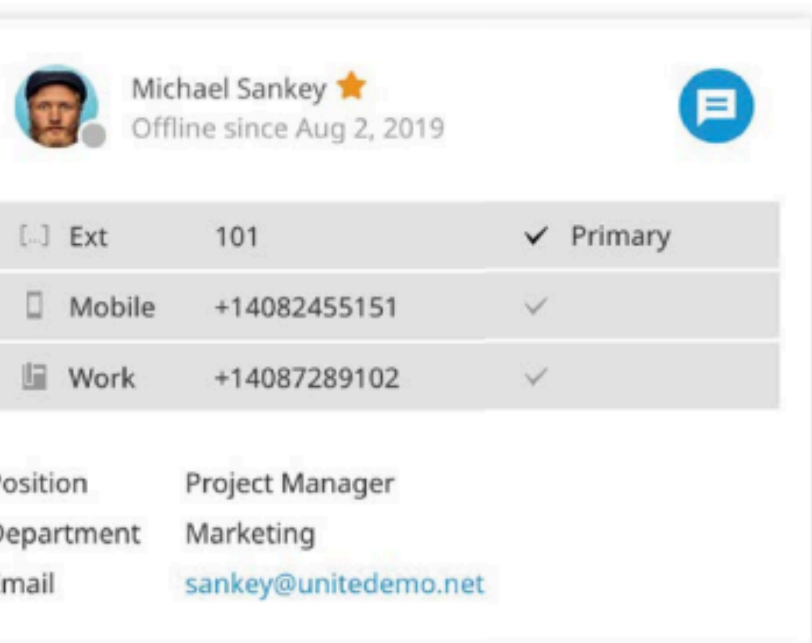 Michael Sankey
Offline since Aug 2, 2019
[...] Ext 101 Primary
Mobile +14082455151
Work +14087289102
Position Project Manager
Department Marketing
Email sankey@unitedemo.net